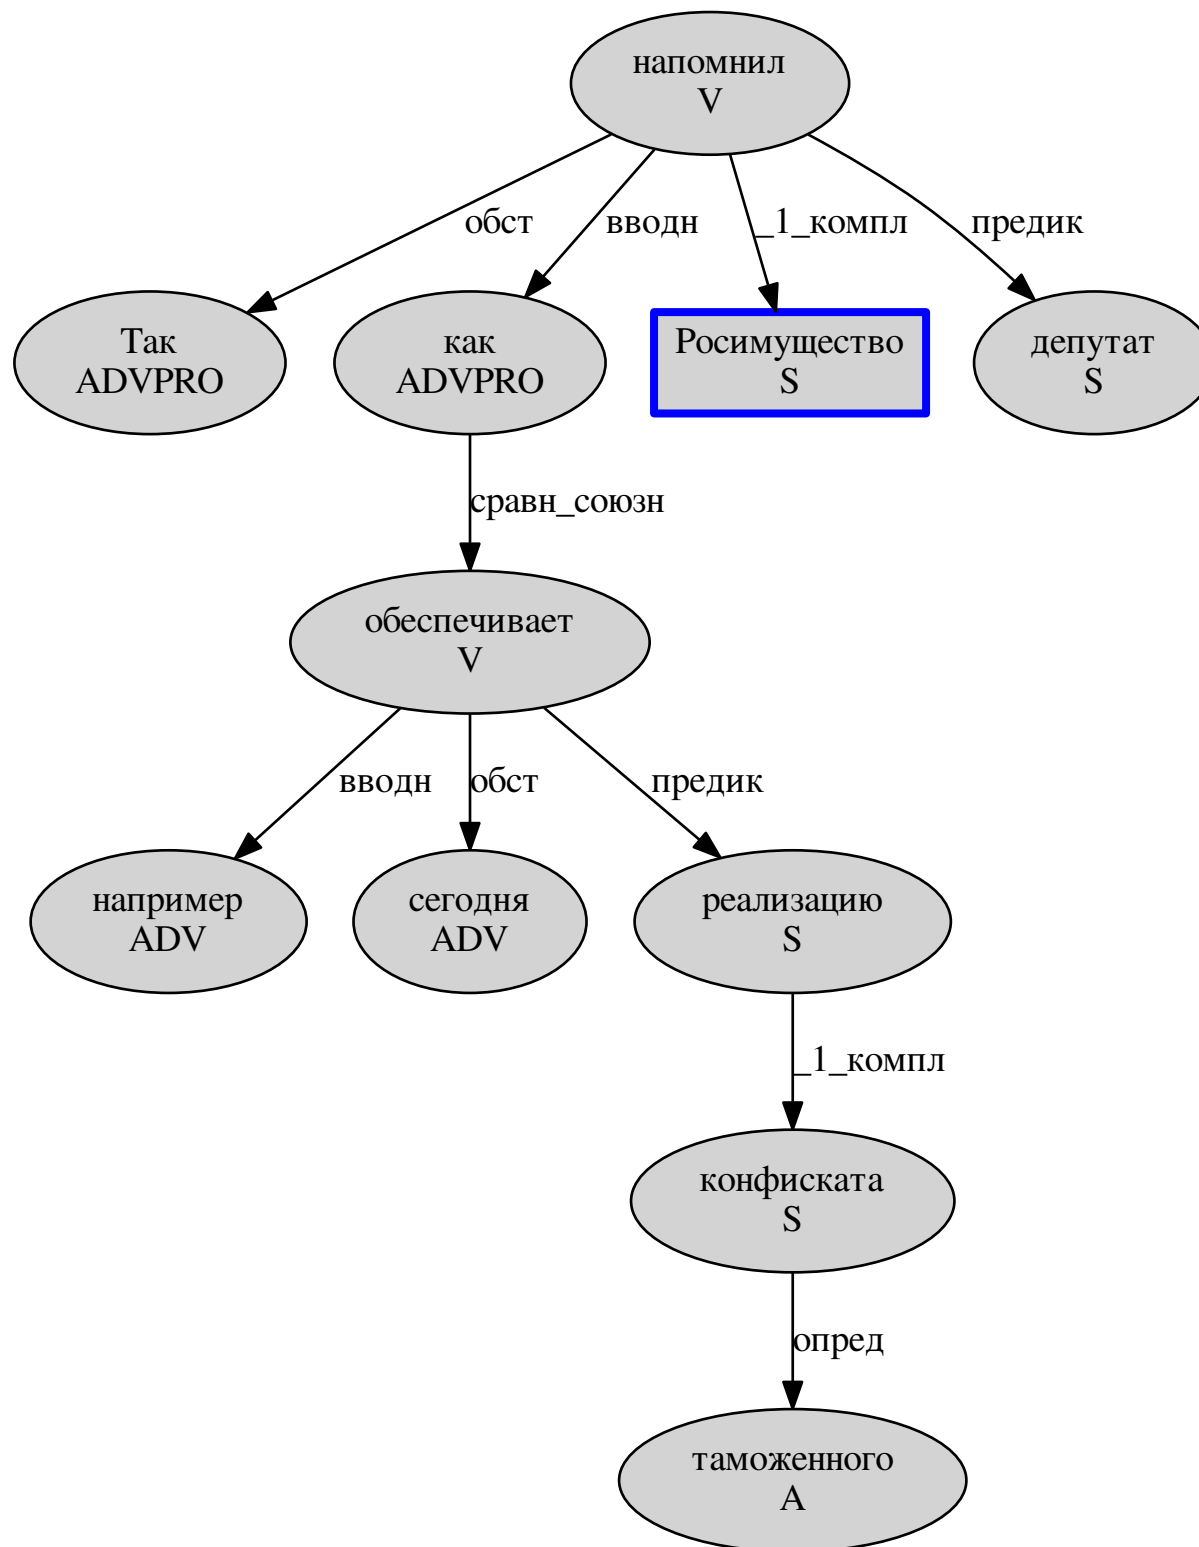 напомнил
V
обст
вводн
_1_компл
предик
Так
ADVPRO
как
ADVPRO
Росимущество
S
депутат
S
сравн_союзн
обеспечивает
V
вводн
обст
предик
например
ADV
сегодня
ADV
реализацию
S
_1_компл
конфиската
S
опред
таможенного
A